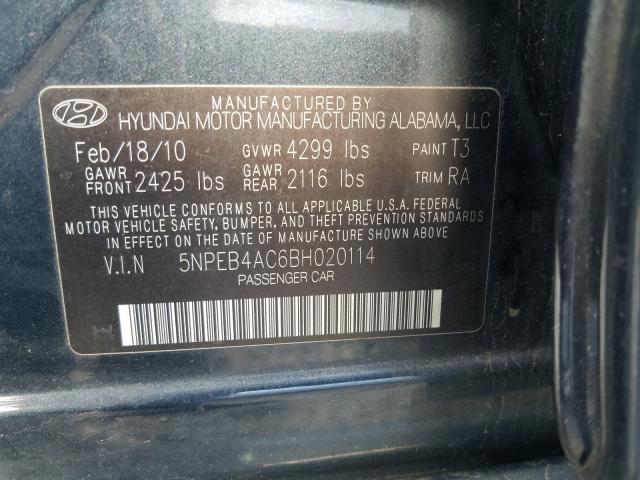 MANUFACTURED BY
HYUNDAI MOTOR MANUFACTURING ALABAMA, LLC
Feb/18/10 GVWR 4299 lbs PAINT T3
GAWR FRONT 2425 lbs GAWR REAR 2116 lbs TRIM RA
THIS VEHICLE CONFORMS TO ALL APPLICABLE U.S.A. FEDERAL
MOTOR VEHICLE SAFETY, BUMPER, AND THEFT PREVENTION STANDARDS
IN EFFECT ON THE DATE OF MANUFACTURE SHOWN ABOVE
V.I.N 5NPEB4AC6BH020114
PASSENGER CAR